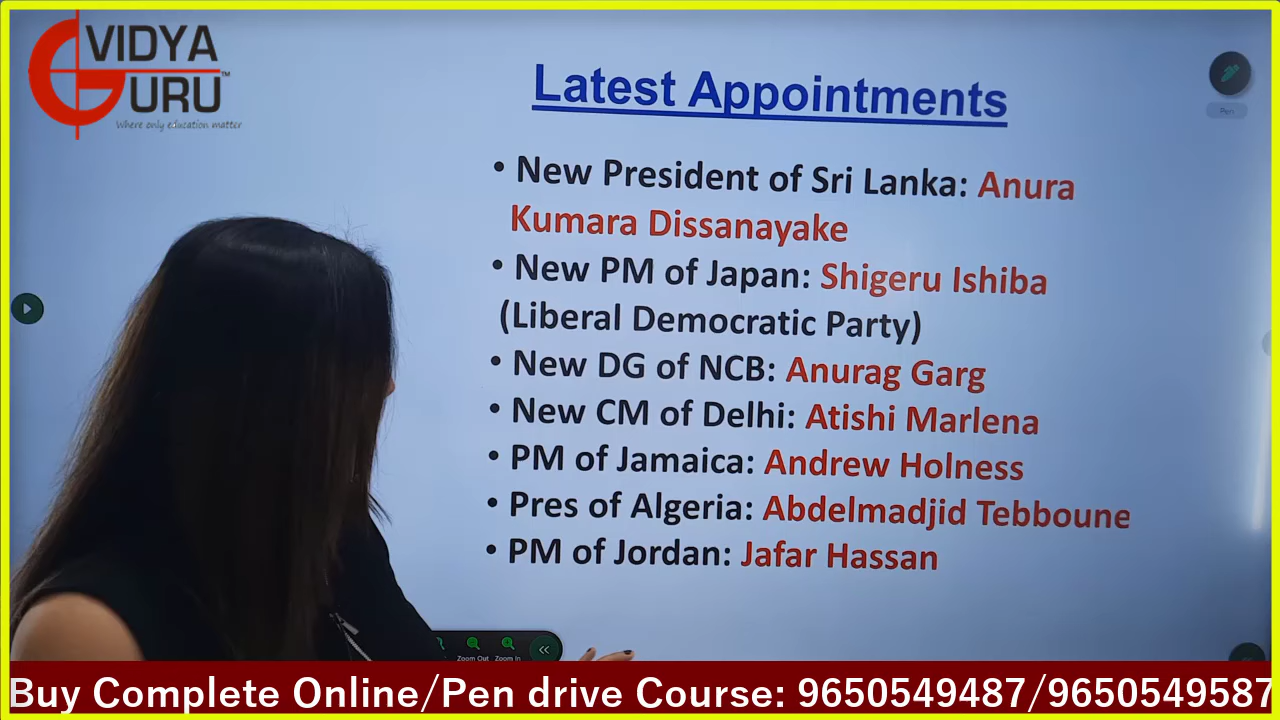 VIDYA
GURU™
Where only education matter
Latest Appointments
Pen
• New President of Sri Lanka: Anura
Kumara Dissanayake
• New PM of Japan: Shigeru Ishiba
(Liberal Democratic Party)
• New DG of NCB: Anurag Garg
• New CM of Delhi: Atishi Marlena
• PM of Jamaica: Andrew Holness
• Pres of Algeria: Abdelmadjid Tebboune
• PM of Jordan: Jafar Hassan
Zoom Out Zoom In
Buy Complete Online/Pen drive Course: 9650549487/9650549587